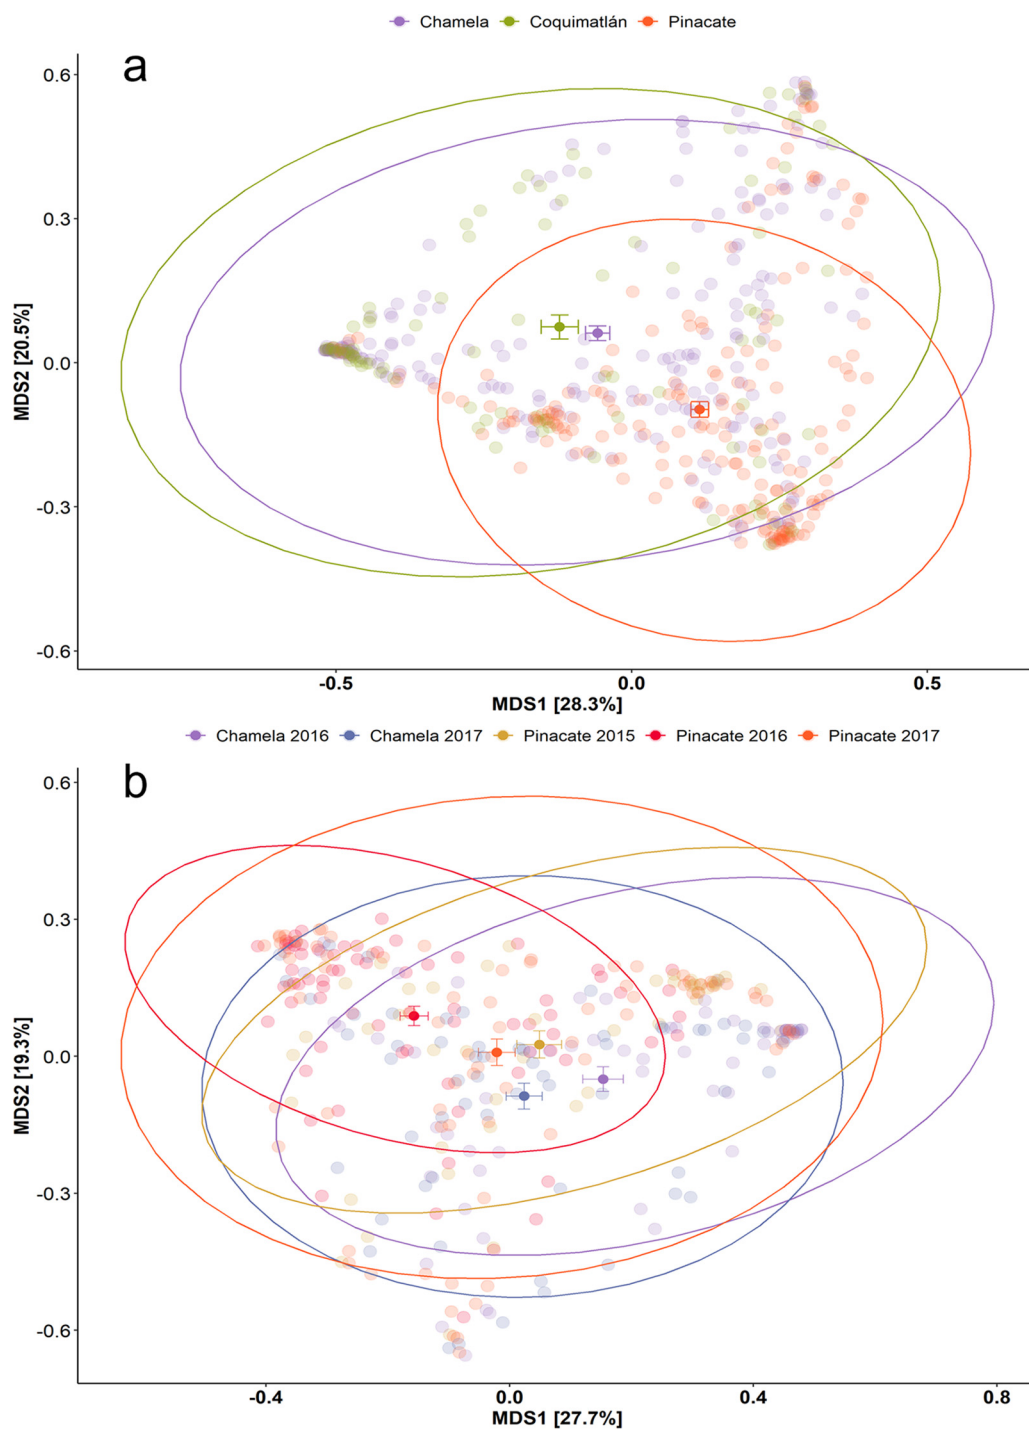 Chamela Coquimatlán Pinacate
a
0.6
0.3
0.0
-0.3
-0.6
MDS2 [20.5%]
-0.5 0.0 0.5
MDS1 [28.3%]
Chamela 2016 Chamela 2017 Pinacate 2015 Pinacate 2016 Pinacate 2017
b
0.6
0.3
0.0
-0.3
-0.6
MDS2 [19.3%]
-0.4 0.0 0.4 0.8
MDS1 [27.7%]